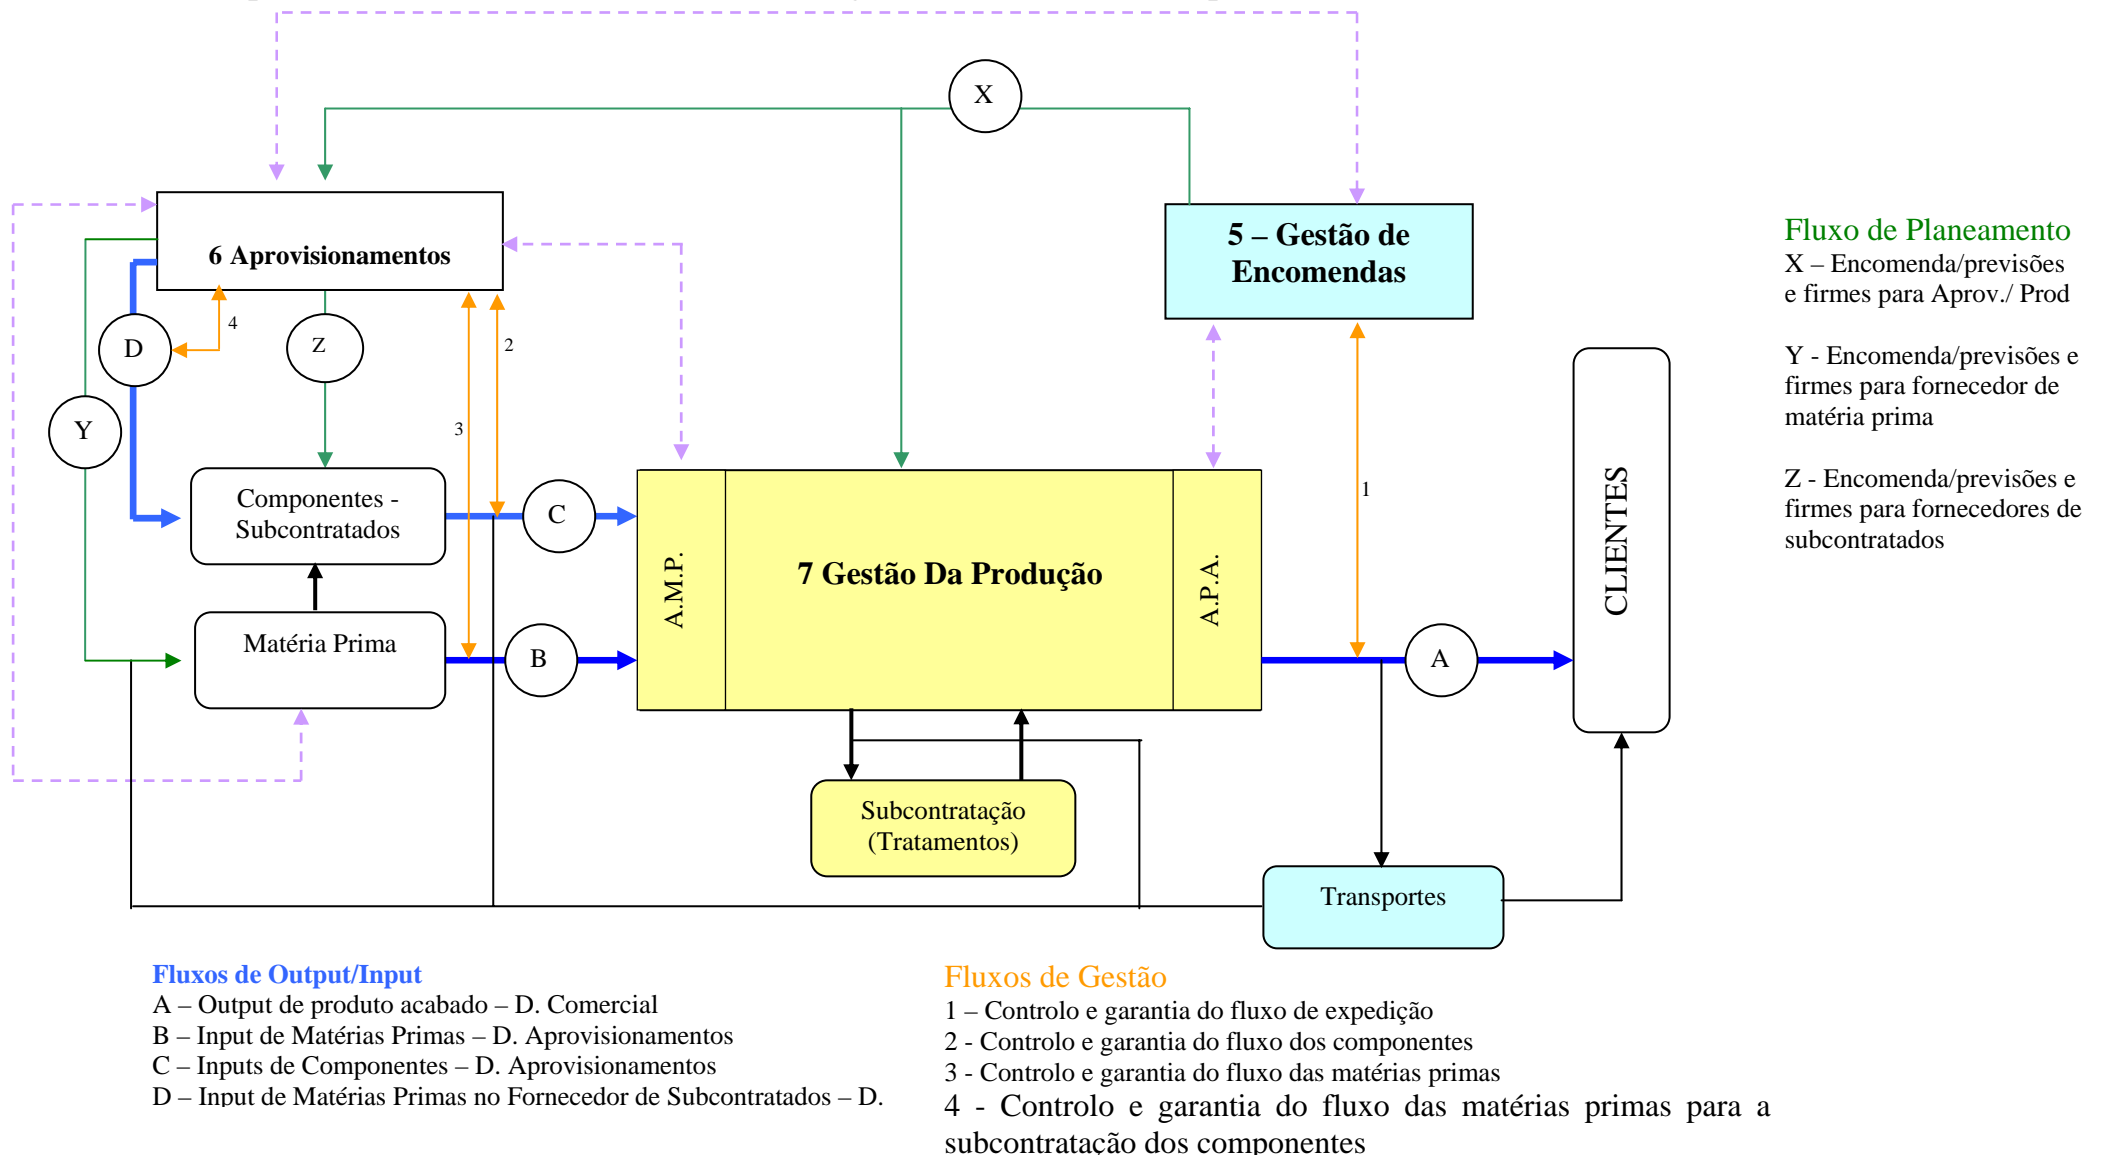 X
5 – Gestão de
Encomendas
6 Aprovisionamentos
4
D
Z
2
3
Y
1
Componentes -
Subcontratados
C
A.M.P.
7 Gestão Da Produção
A.P.A.
CLIENTES
Matéria Prima
B
A
Subcontratação
(Tratamentos)
Transportes
Fluxo de Planeamento
X – Encomenda/previsões
e firmes para Aprov./ Prod
Y - Encomenda/previsões e
firmes para fornecedor de
matéria prima
Z - Encomenda/previsões e
firmes para fornecedores de
subcontratados
Fluxos de Output/Input
A – Output de produto acabado – D. Comercial
B – Input de Matérias Primas – D. Aprovisionamentos
C – Inputs de Componentes – D. Aprovisionamentos
D – Input de Matérias Primas no Fornecedor de Subcontratados – D.
Fluxos de Gestão
1 – Controlo e garantia do fluxo de expedição
2 - Controlo e garantia do fluxo dos componentes
3 - Controlo e garantia do fluxo das matérias primas
4 - Controlo e garantia do fluxo das matérias primas para a
subcontratação dos componentes